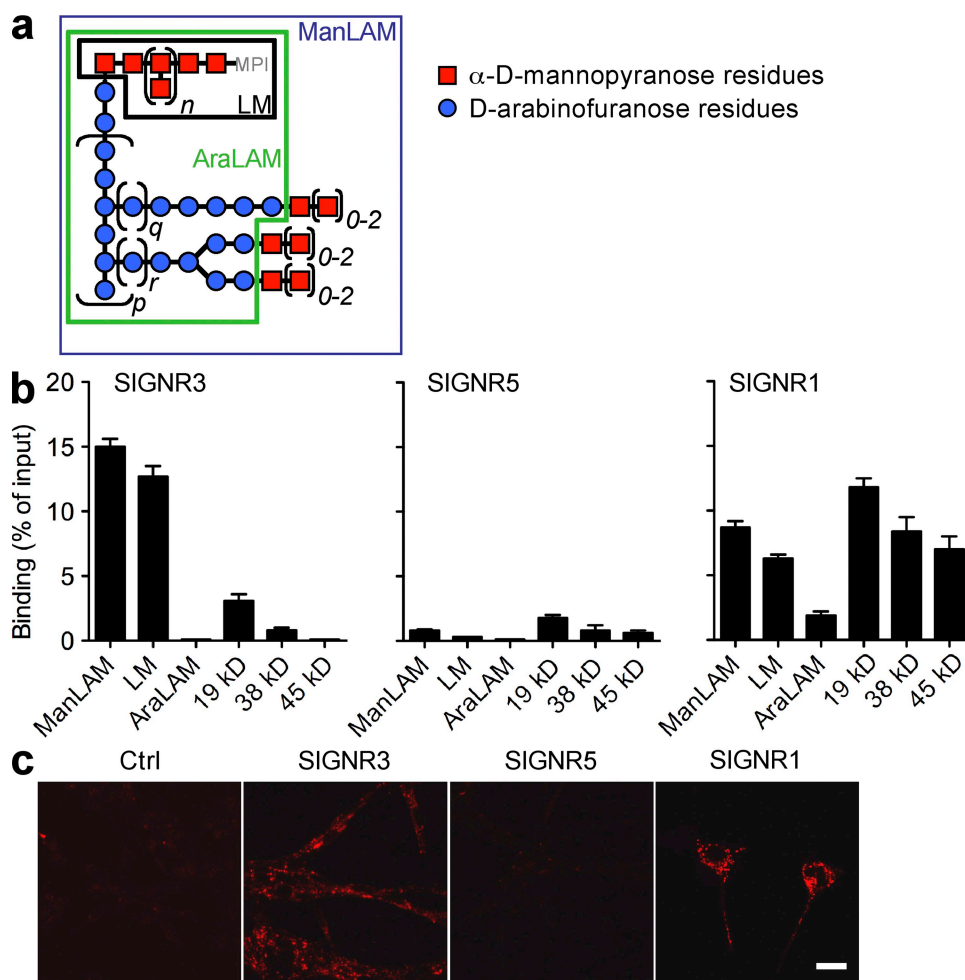 a
ManLAM
MPI
n
LM
AraLAM
q
0-2
0-2
r
0-2
p
α-D-mannopyranose residues
D-arabinofuranose residues
b
SIGNR3
SIGNR5
SIGNR1
Binding (% of input)
20
15
10
5
0
ManLAM
LM
AraLAM
19 kD
38 kD
45 kD
ManLAM
LM
AraLAM
19 kD
38 kD
45 kD
ManLAM
LM
AraLAM
19 kD
38 kD
45 kD
c
Ctrl
SIGNR3
SIGNR5
SIGNR1